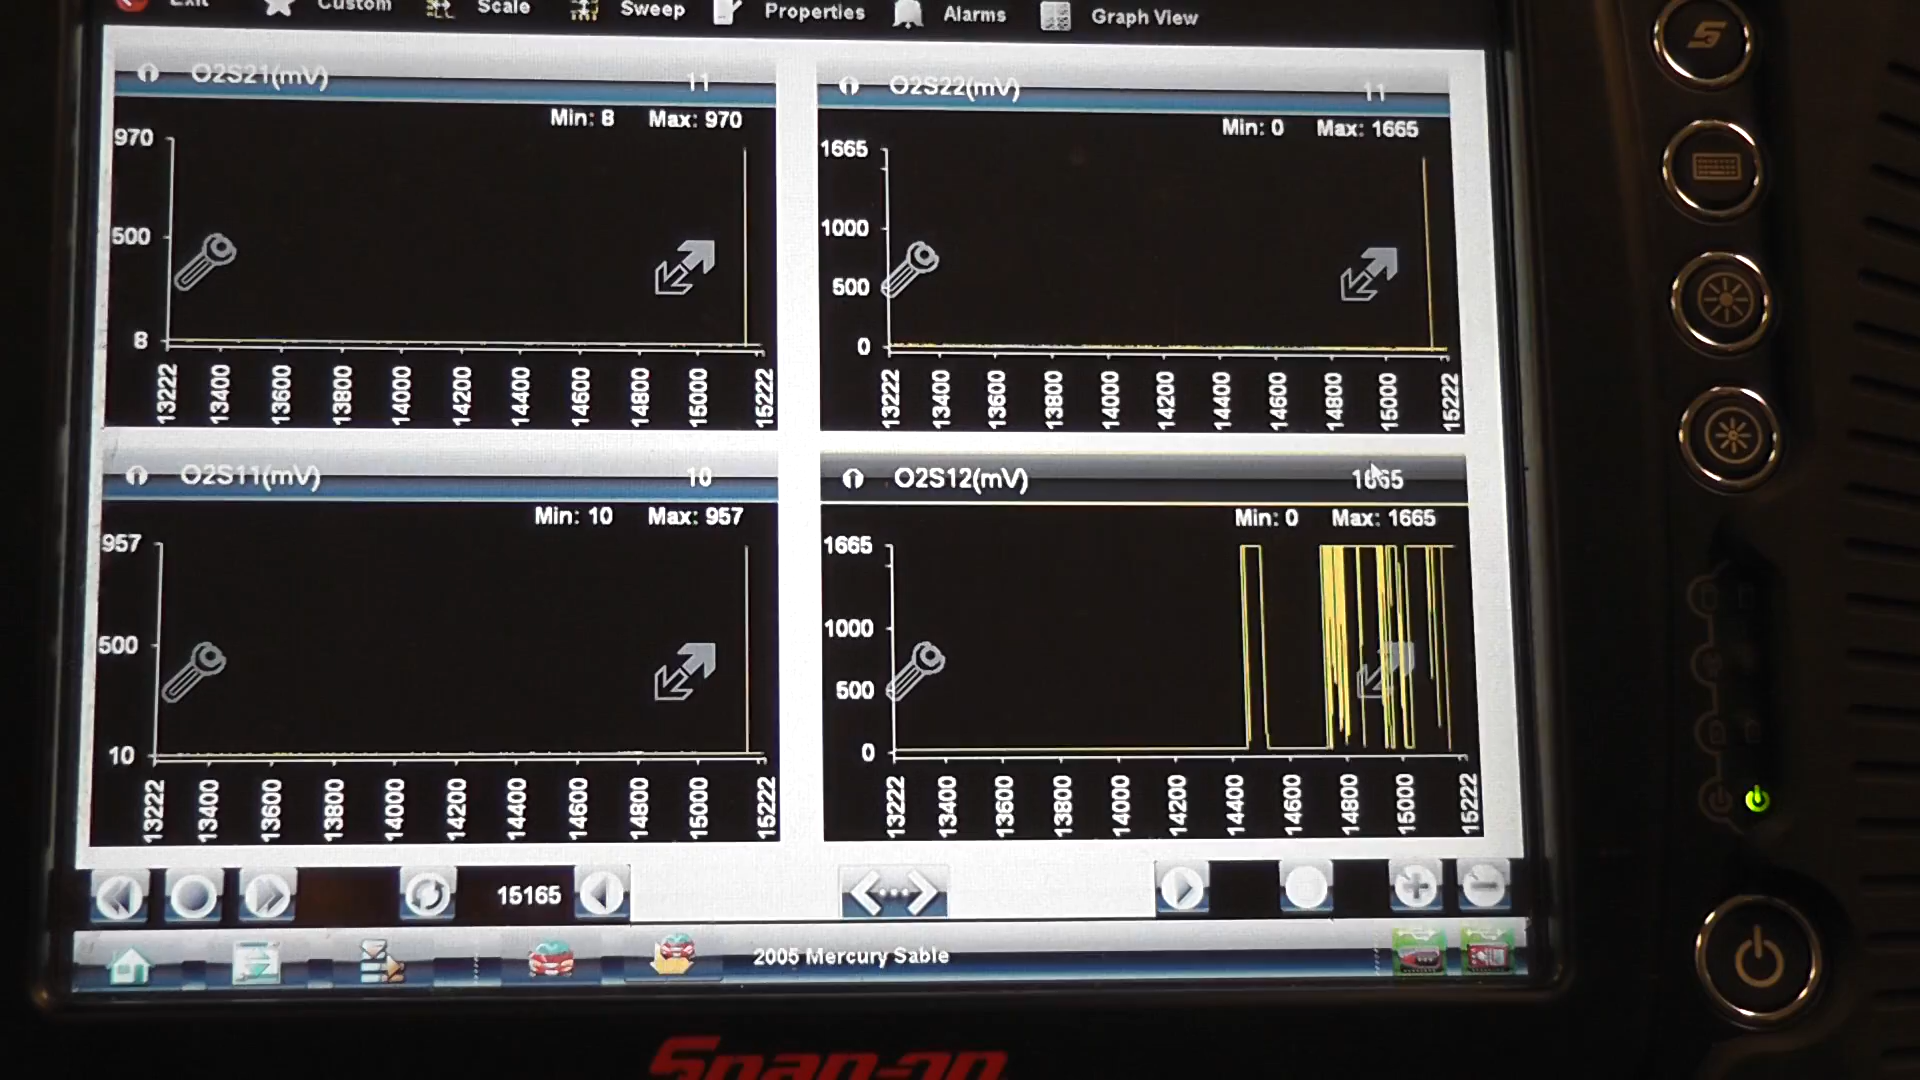 Exit Custom Scale Sweep Properties Alarms Graph View
O2S21(mV) 11
Min: 8 Max: 970
970
500
8
13222 13400 13600 13800 14000 14200 14400 14600 14800 15000 15222
O2S22(mV) 11
Min: 0 Max: 1665
1665
1000
500
0
13222 13400 13600 13800 14000 14200 14400 14600 14800 15000 15222
O2S11(mV) 10
Min: 10 Max: 957
957
500
10
13222 13400 13600 13800 14000 14200 14400 14600 14800 15000 15222
O2S12(mV) 1665
Min: 0 Max: 1665
1665
1000
500
0
13222 13400 13600 13800 14000 14200 14400 14600 14800 15000 15222
15165
2005 Mercury Sable
Snap-on
S